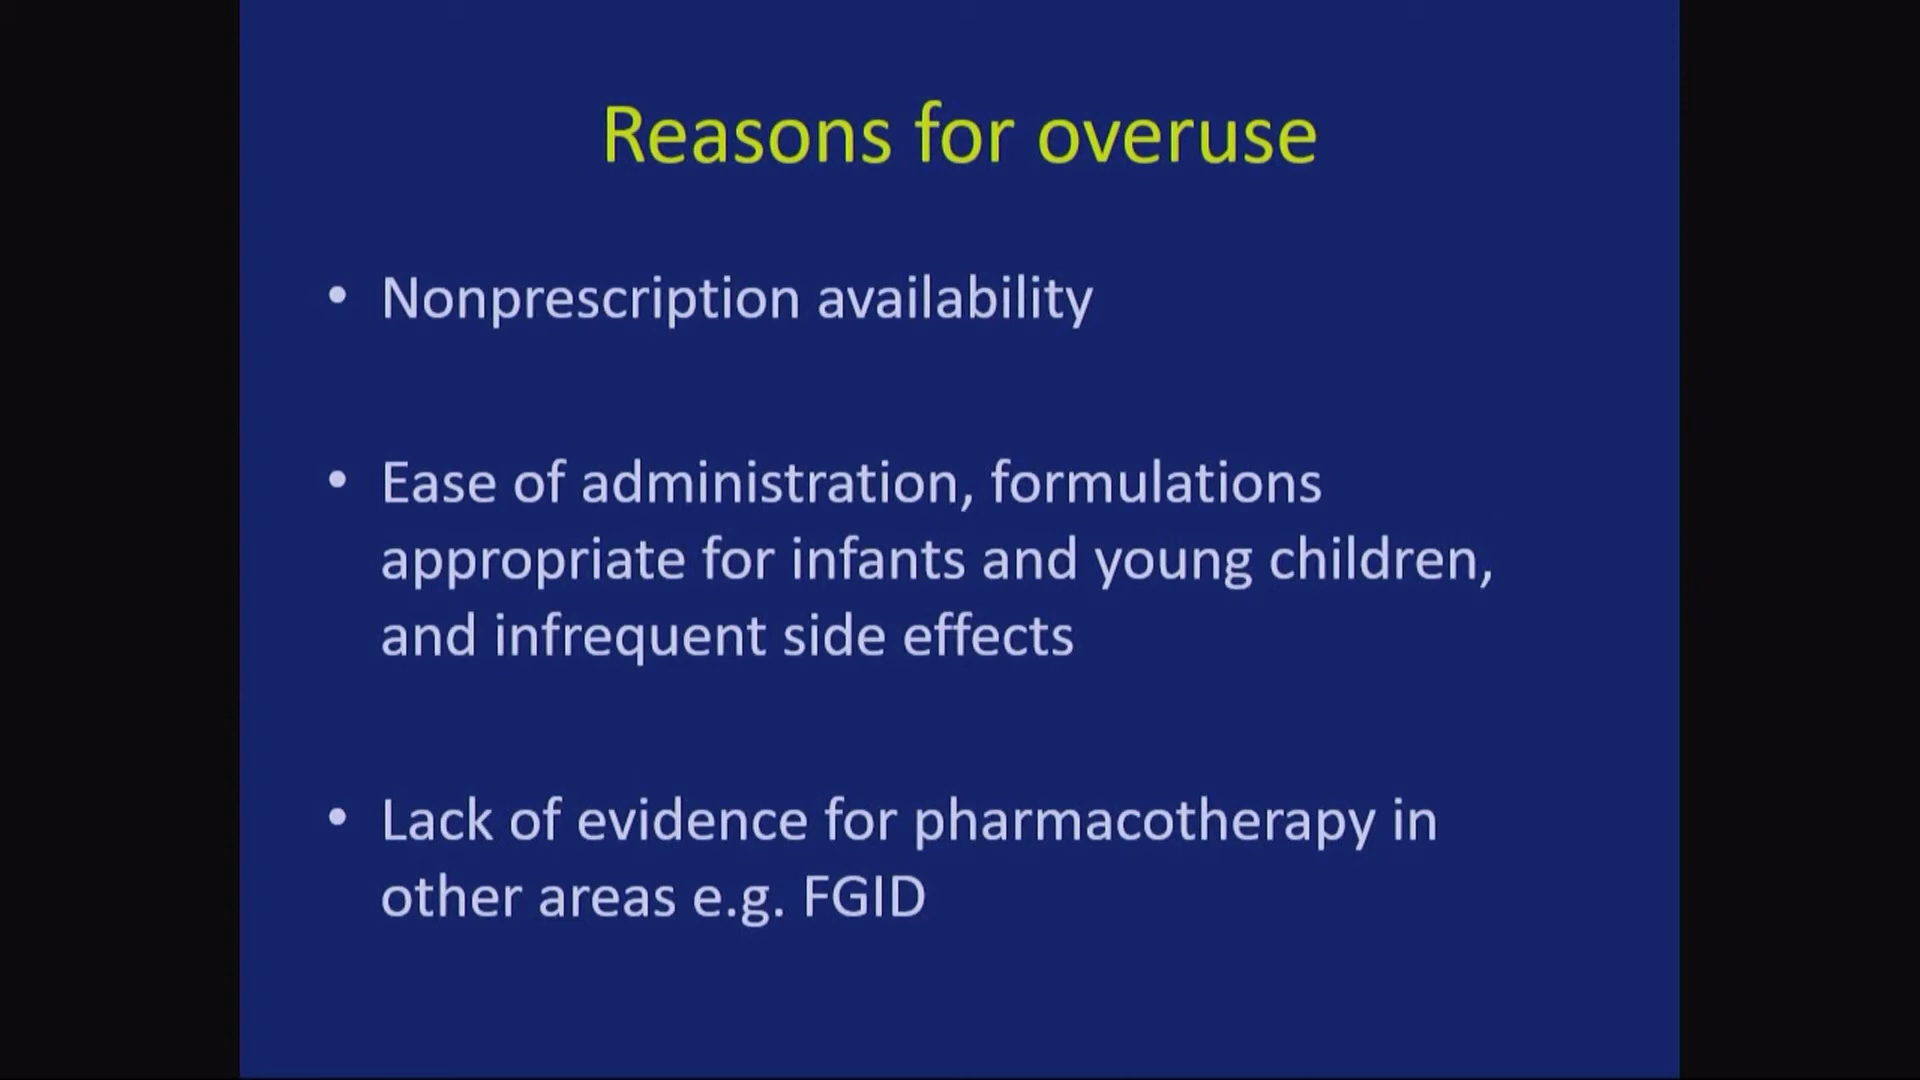 Reasons for overuse
• Nonprescription availability
• Ease of administration, formulations
appropriate for infants and young children,
and infrequent side effects
• Lack of evidence for pharmacotherapy in
other areas e.g. FGID